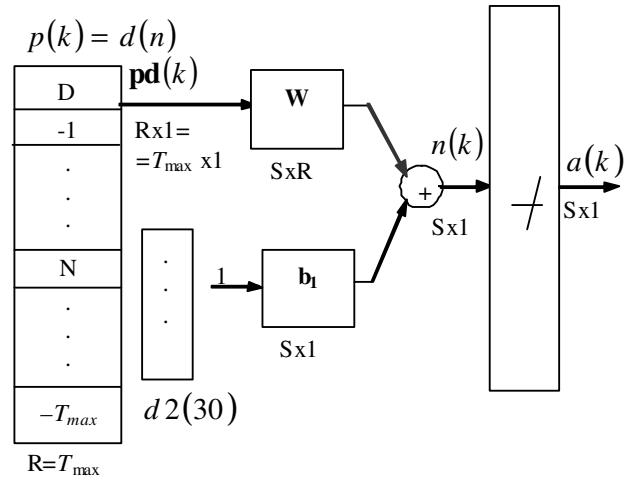 p(k) = d(n)
pd(k)
D
-1
.
.
.
N
.
.
.
–Tmax
R=Tmax
Rx1=
=Tmax x1
W
SxR
.
.
.
d2(30)
1
b1
Sx1
+
n(k)
Sx1
a(k)
Sx1